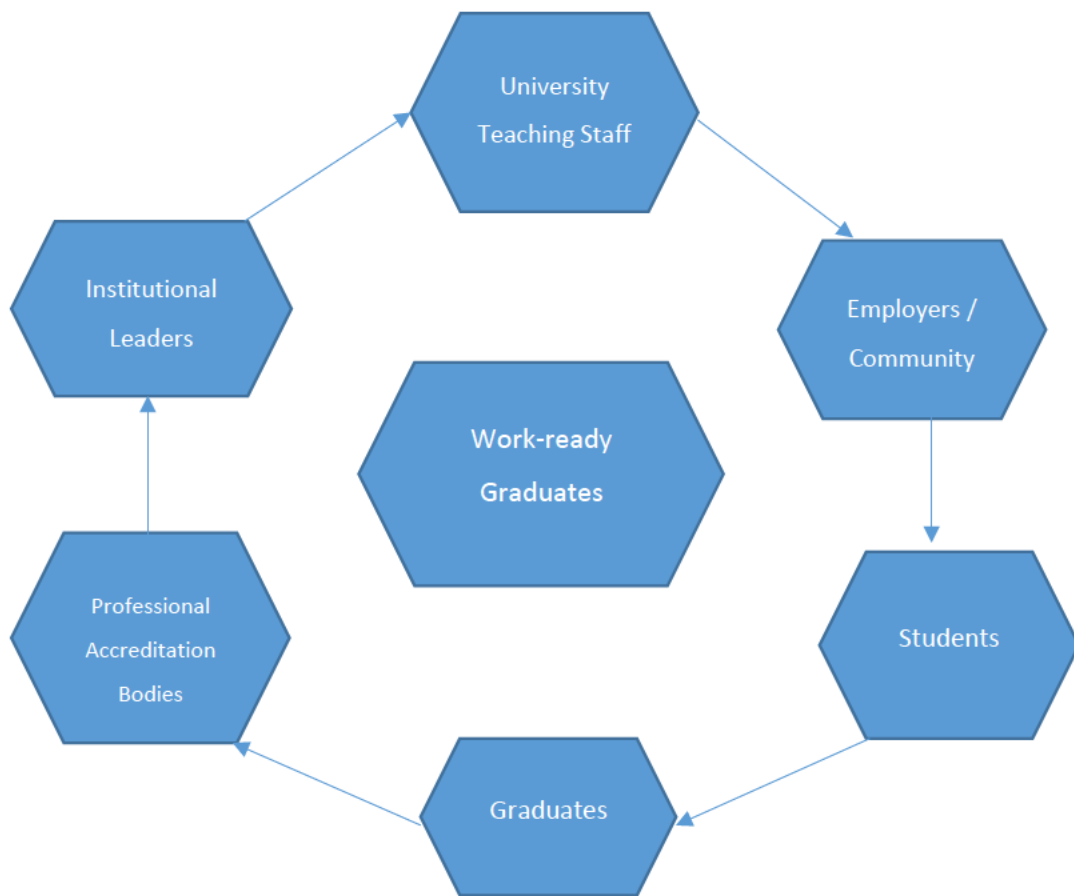 University
Teaching Staff
Institutional
Leaders
Employers /
Community
Work-ready
Graduates
Professional
Accreditation
Bodies
Students
Graduates